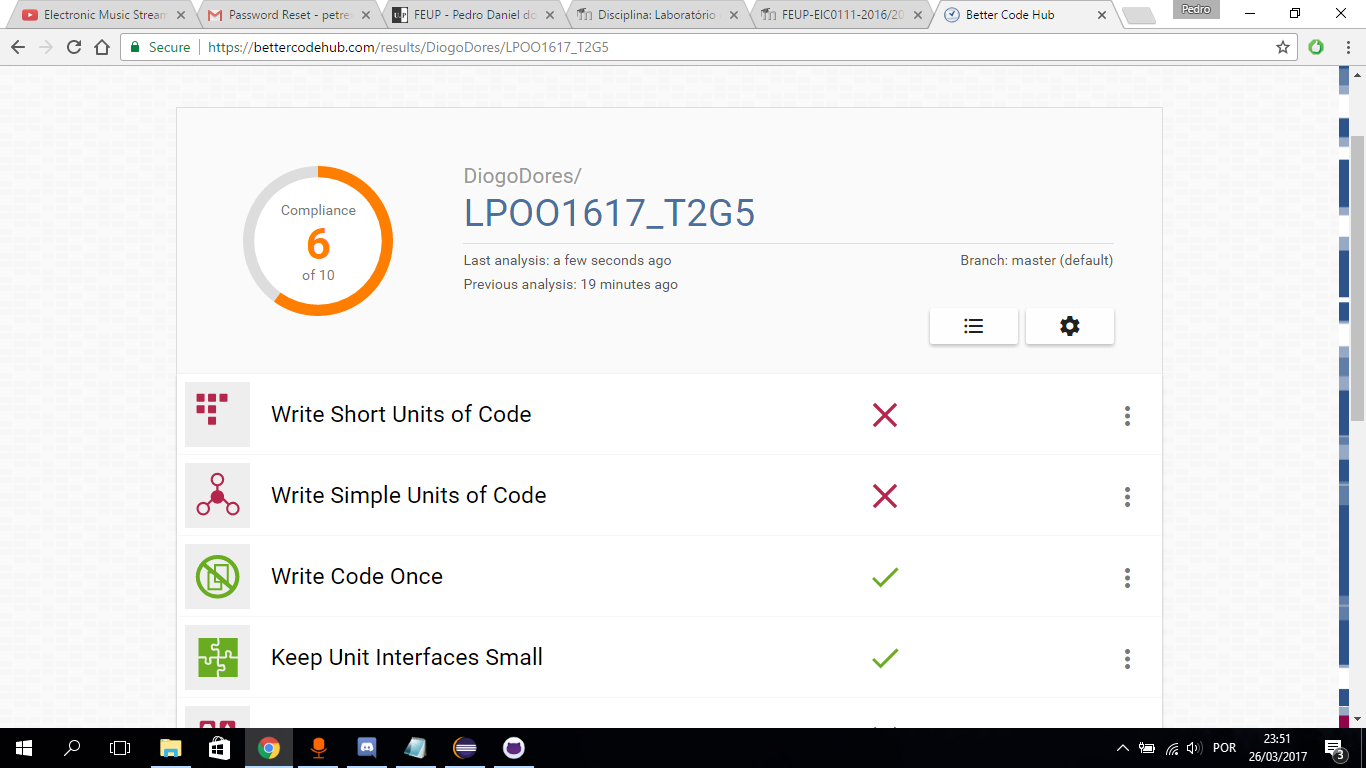 Electronic Music Stream
Password Reset - petre
FEUP - Pedro Daniel do
Disciplina: Laboratório
FEUP-EIC0111-2016/20
Better Code Hub
Pedro
Secure
https://bettercodehub.com/results/DiogoDores/LPOO1617_T2G5
Compliance
6
of 10
DiogoDores/
LPOO1617_T2G5
Last analysis: a few seconds ago
Branch: master (default)
Previous analysis: 19 minutes ago
Write Short Units of Code
Write Simple Units of Code
Write Code Once
Keep Unit Interfaces Small
POR
23:51
26/03/2017
3